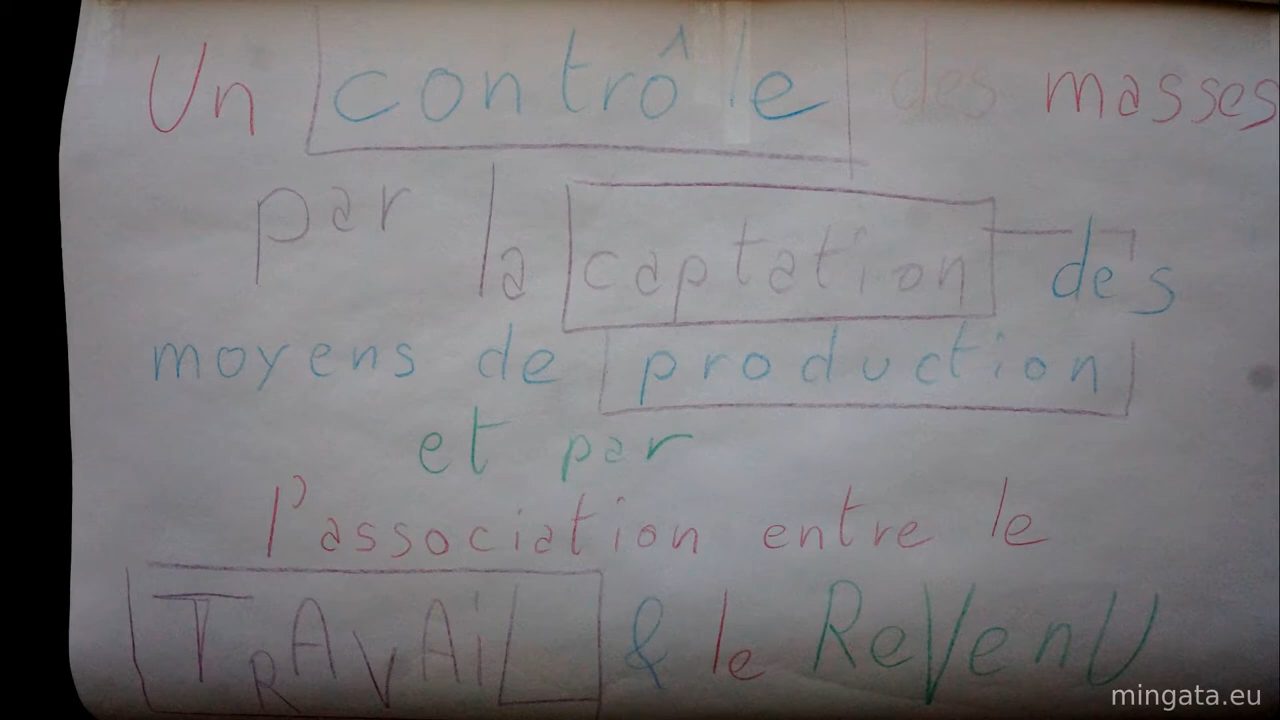 Un contrôle des masses
par la captation des
moyens de production
et par
l'association entre le
TRAVAiL & le ReVenU
mingata.eu